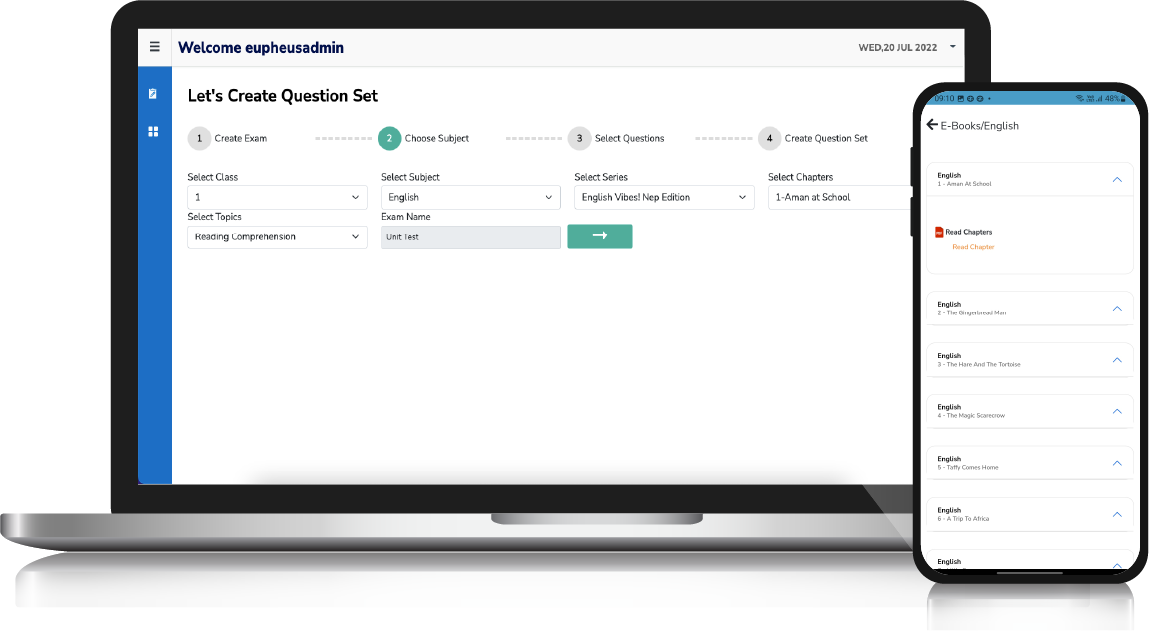 Welcome eupheusadmin
WED,20 JUL 2022
Let's Create Question Set
1 Create Exam
2 Choose Subject
3 Select Questions
4 Create Question Set
Select Class
Select Subject
Select Series
Select Chapters
1
English
English Vibes! Nep Edition
1-Aman at School
Select Topics
Exam Name
Reading Comprehension
Unit Test
09:10
48%
E-Books/English
English
1 - Aman At School
Read Chapters
Read Chapter
English
2 - The Gingerbread Man
English
3 - The Hare And The Tortoise
English
4 - The Magic Scarecrow
English
5 - Taffy Comes Home
English
6 - A Trip To Africa
English